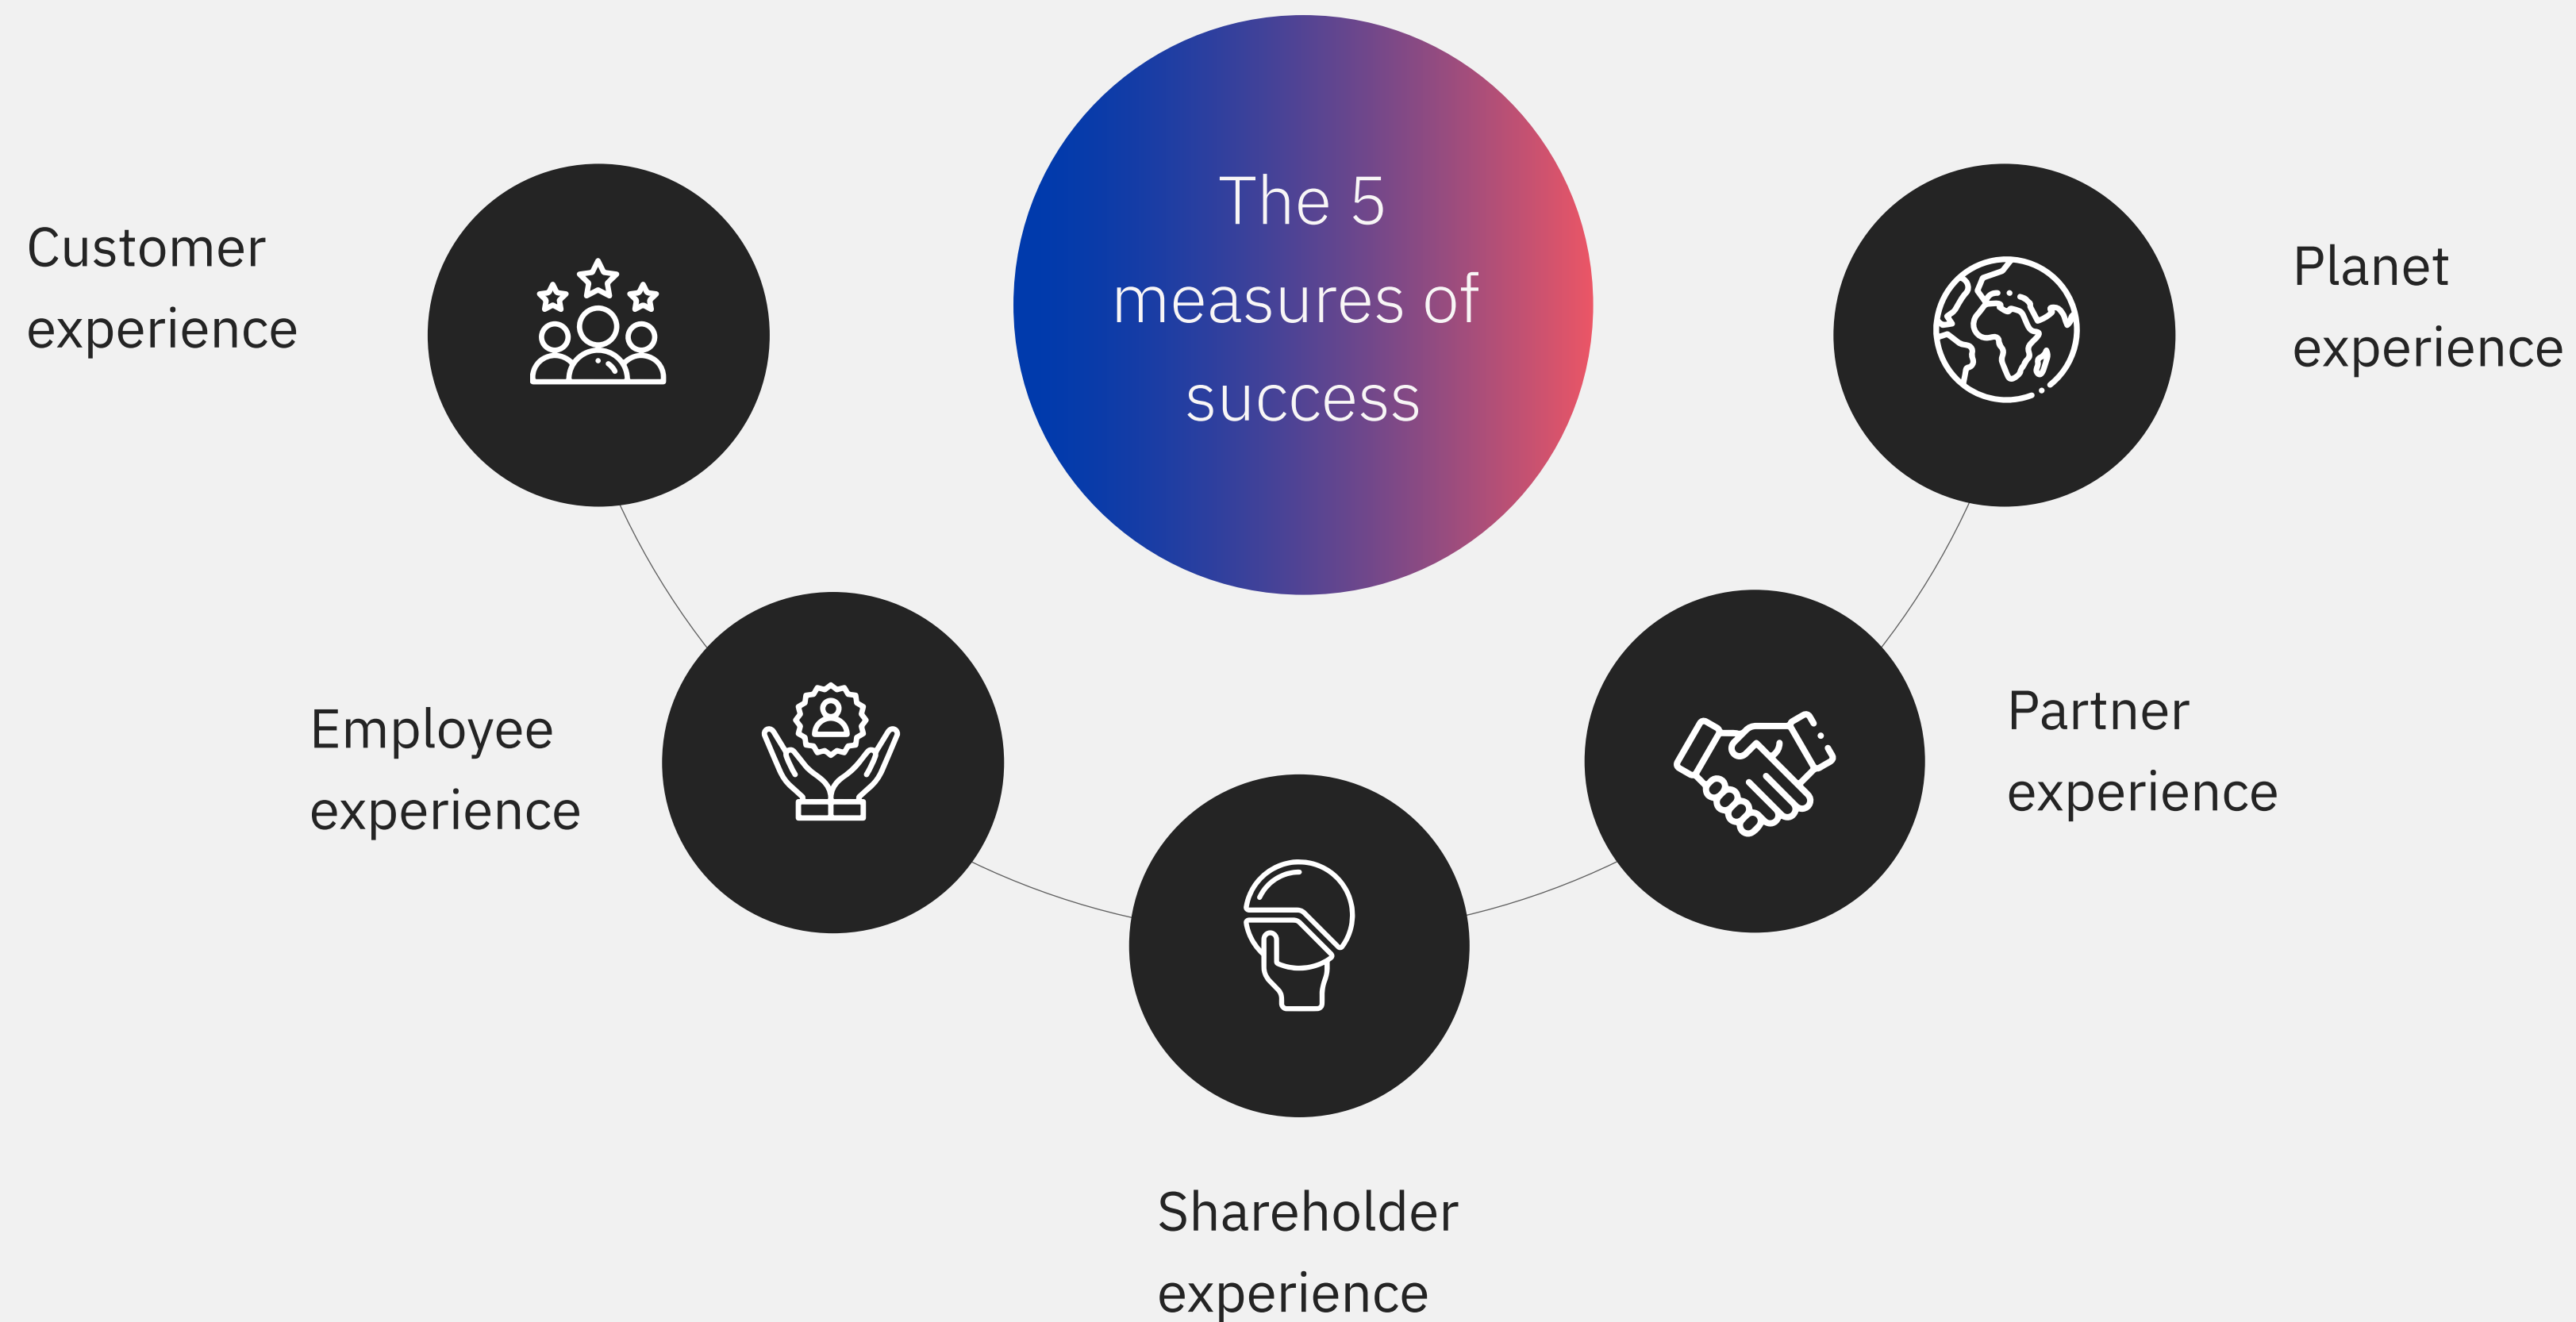 The 5
measures of
success
Customer
experience
Employee
experience
Shareholder
experience
Partner
experience
Planet
experience